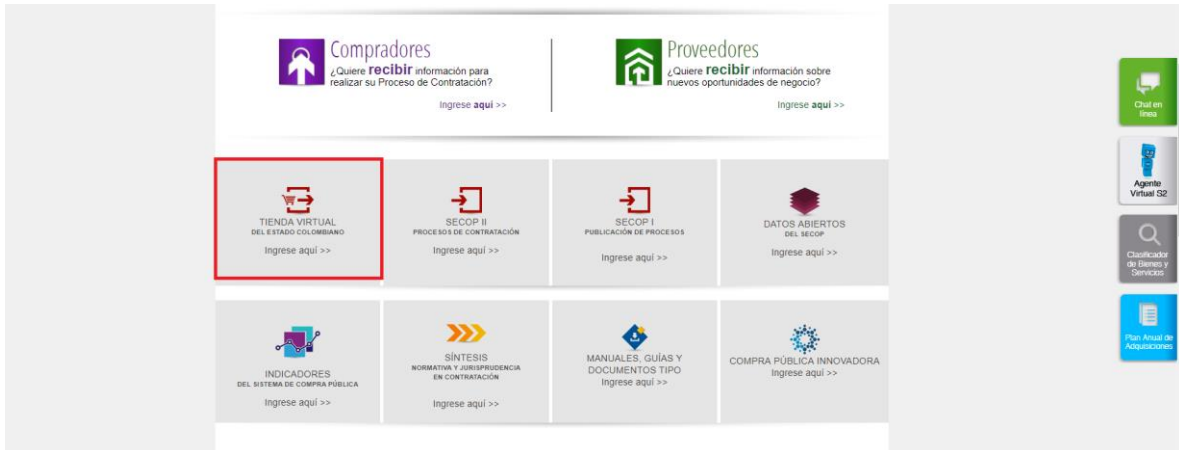 Compradores
¿Quiere recibir información para
realizar su Proceso de Contratación?
Ingrese aquí >>
Proveedores
¿Quiere recibir información sobre
nuevos oportunidades de negocio?
Ingrese aquí >>
Chat en
línea
Agente
Virtual S2
Clasificador
de Bienes y
Servicios
Plan Anual de
Adquisiciones
TIENDA VIRTUAL
DEL ESTADO COLOMBIANO
Ingrese aquí >>
SECOP II
PROCESOS DE CONTRATACIÓN
Ingrese aquí >>
SECOP I
PUBLICACIÓN DE PROCESOS
Ingrese aquí >>
DATOS ABIERTOS
DEL SECOP
Ingrese aquí >>
INDICADORES
DEL SISTEMA DE COMPRA PÚBLICA
Ingrese aquí >>
SÍNTESIS
NORMATIVA Y JURISPRUDENCIA
EN CONTRATACIÓN
Ingrese aquí >>
MANUALES, GUÍAS Y
DOCUMENTOS TIPO
Ingrese aquí >>
COMPRA PÚBLICA INNOVADORA
Ingrese aquí >>